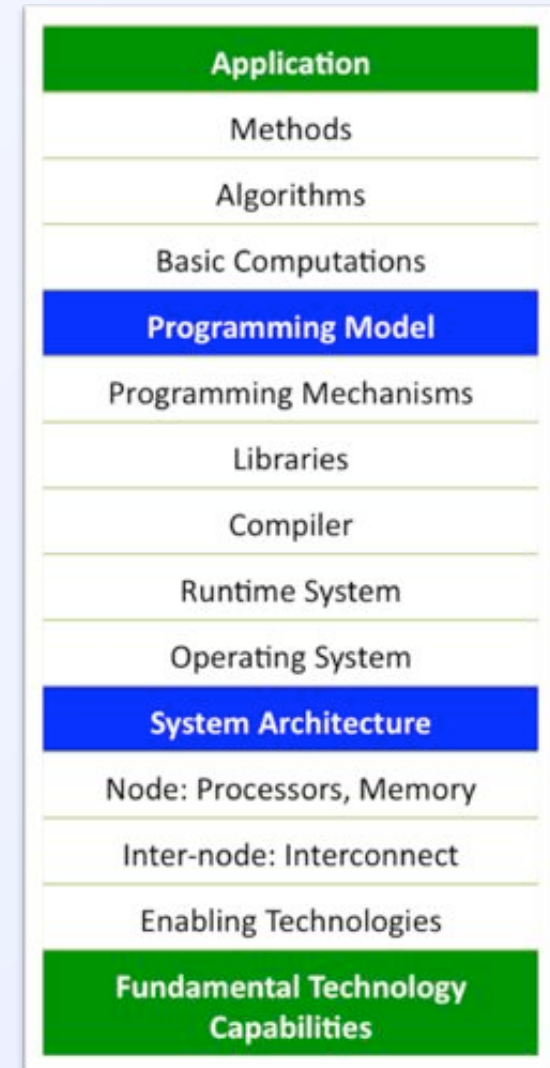 Application
Methods
Algorithms
Basic Computations
Programming Model
Programming Mechanisms
Libraries
Compiler
Runtime System
Operating System
System Architecture
Node: Processors, Memory
Inter-node: Interconnect
Enabling Technologies
Fundamental Technology
Capabilities